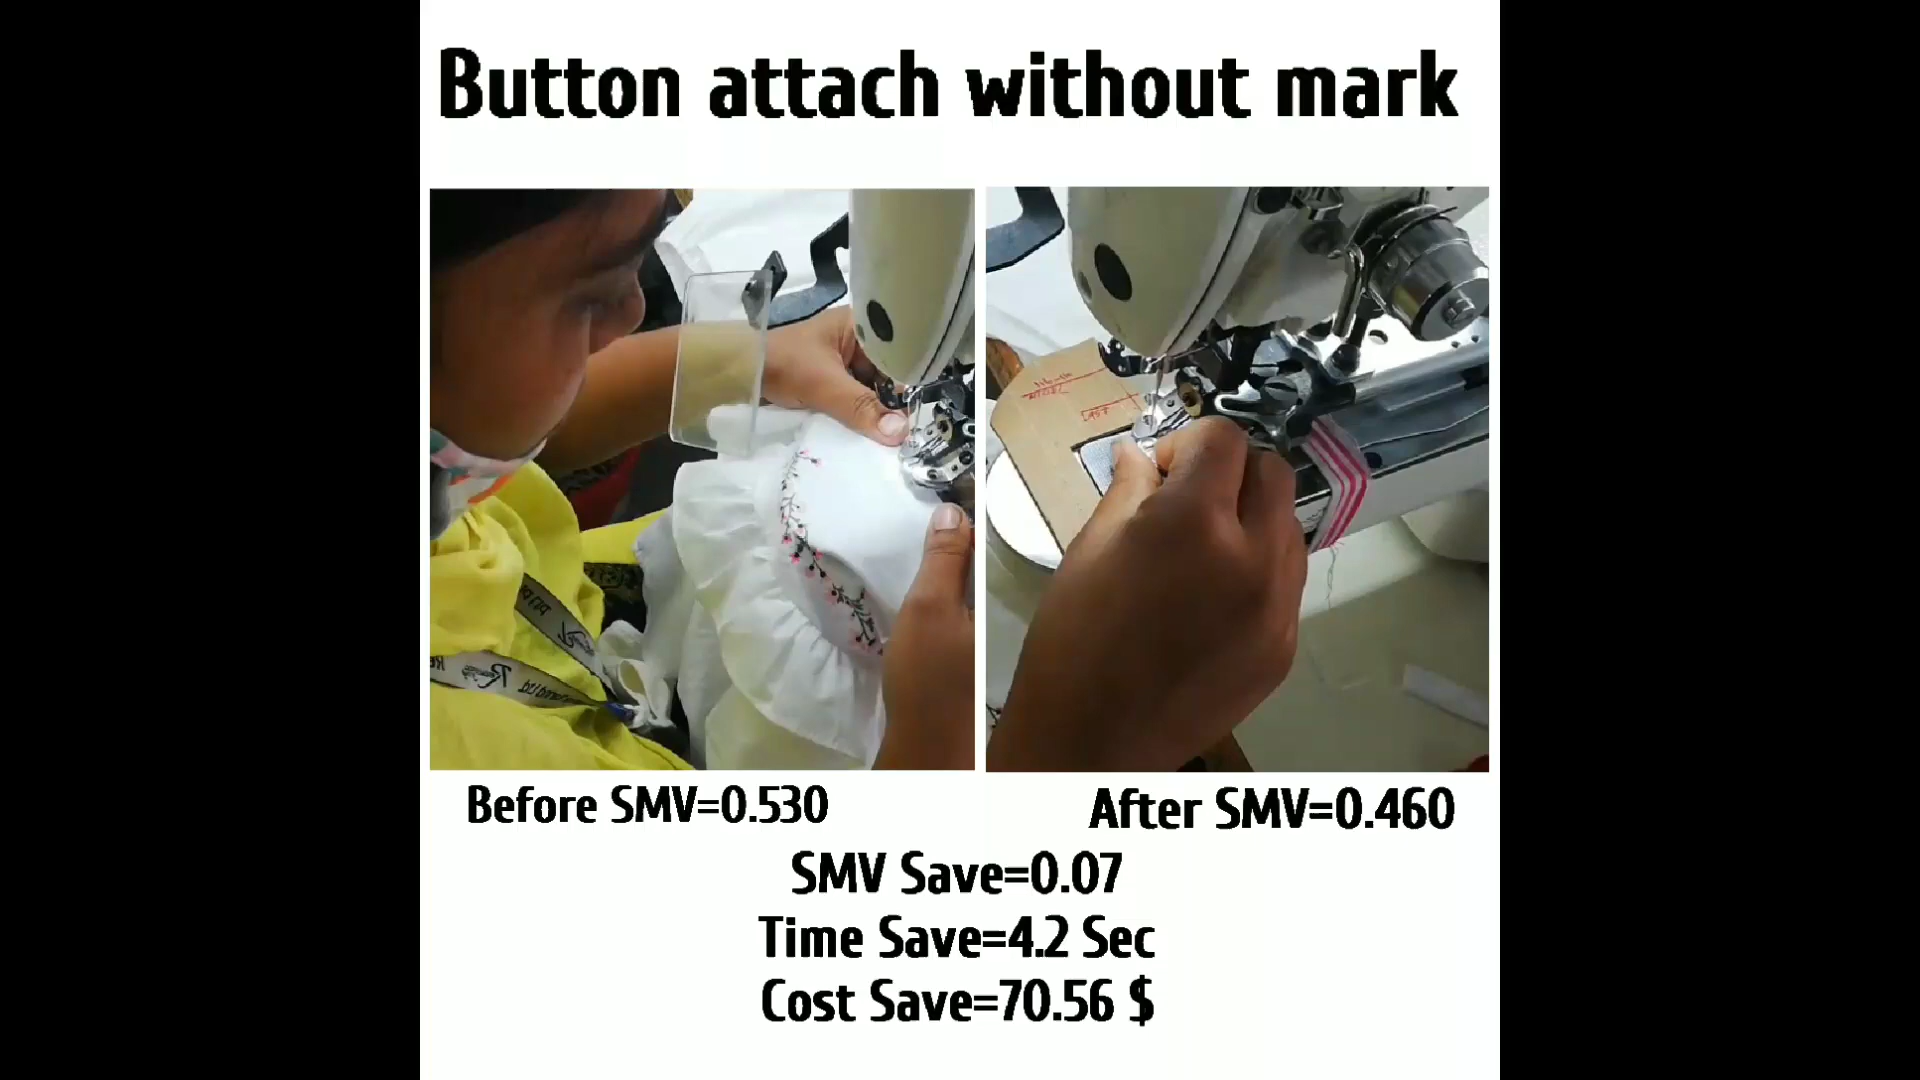 Button attach without mark
Before SMV=0.530
After SMV=0.460
SMV Save=0.07
Time Save=4.2 Sec
Cost Save=70.56 $